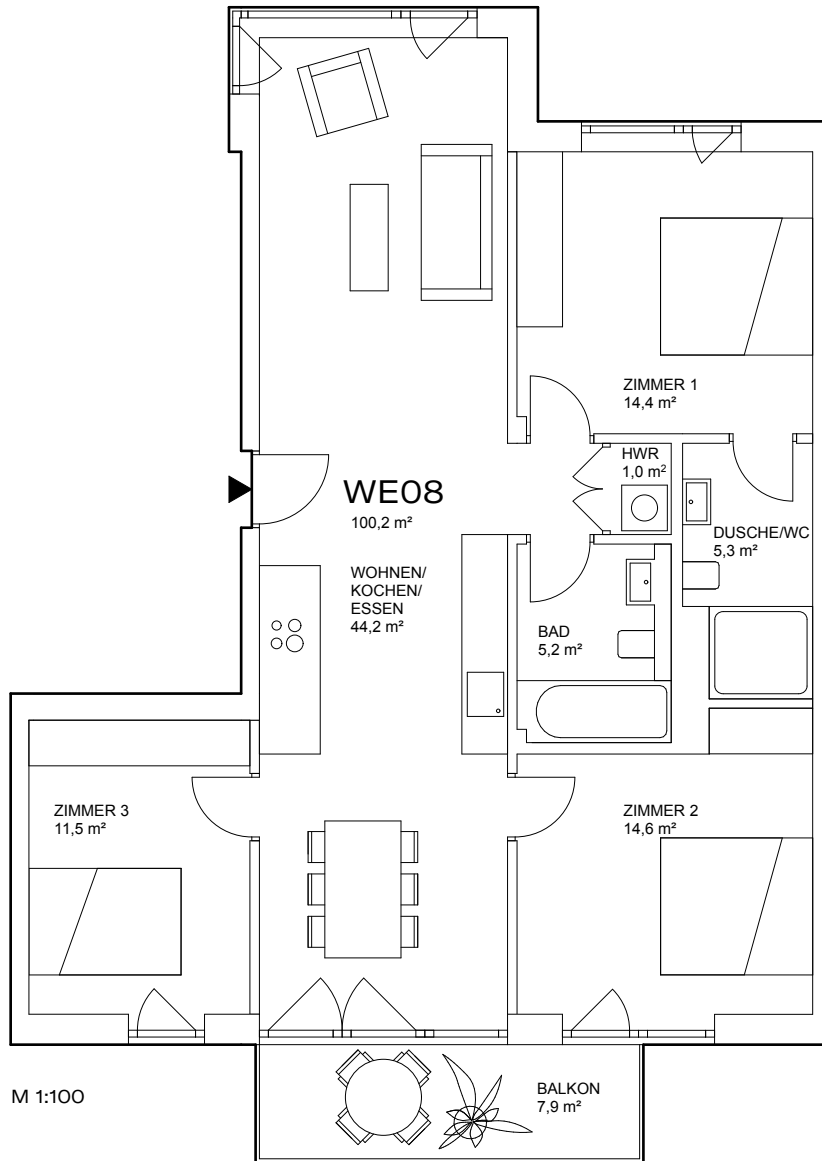 ZIMMER 1
14,4 m²
HWR
1,0 m²
WE08
100,2 m²
DUSCHE/WC
5,3 m²
WOHNEN/
KOCHEN/
ESSEN
44,2 m²
BAD
5,2 m²
ZIMMER 3
11,5 m²
ZIMMER 2
14,6 m²
M 1:100
BALKON
7,9 m²